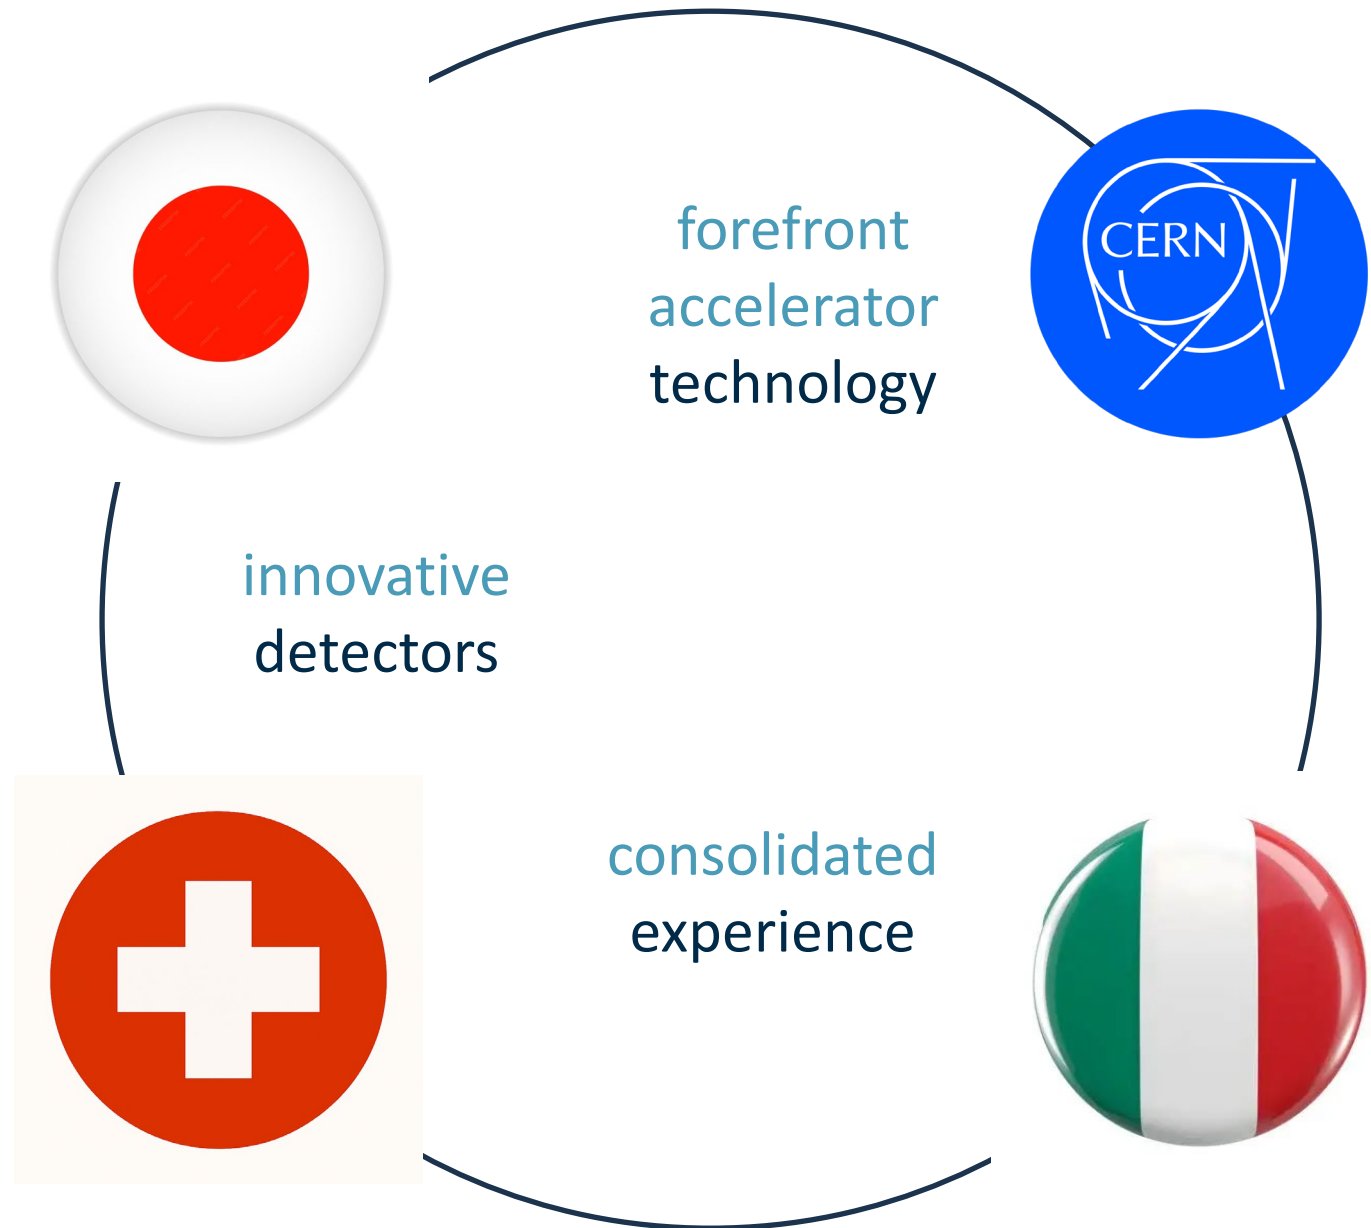 forefront
accelerator
technology
CERN
innovative
detectors
consolidated
experience